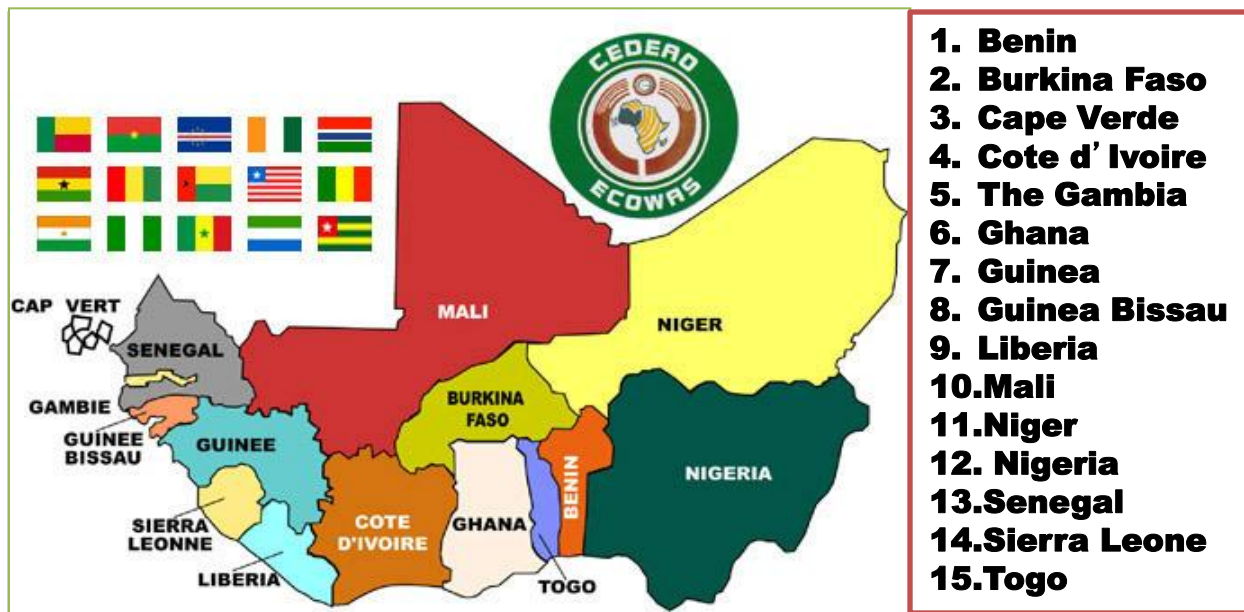 CEDEAO
ECOWAS
CAP VERT
MALI
NIGER
SENEGAL
BURKINA
FASO
GAMBIE
GUINEE
BISSAU
GUINEE
NIGERIA
BENIN
SIERRA
LEONNE
COTE
D'IVOIRE
GHANA
LIBERIA
TOGO
1. Benin
2. Burkina Faso
3. Cape Verde
4. Cote d' Ivoire
5. The Gambia
6. Ghana
7. Guinea
8. Guinea Bissau
9. Liberia
10.Mali
11.Niger
12. Nigeria
13.Senegal
14.Sierra Leone
15.Togo